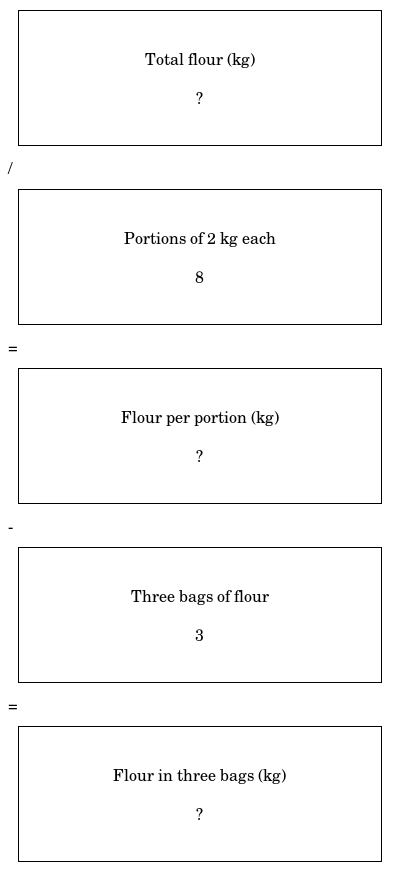 Total flour (kg)
?
/
Portions of 2 kg each
8
=
Flour per portion (kg)
?
-
Three bags of flour
3
=
Flour in three bags (kg)
?